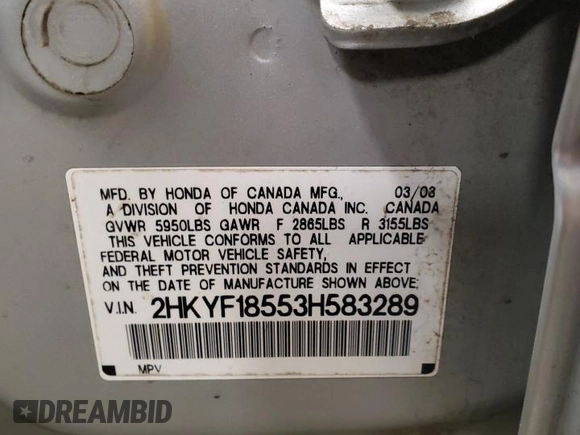 MFD. BY HONDA OF CANADA MFG., 03/03
A DIVISION OF HONDA CANADA INC. CANADA
GVWR 5950LBS GAWR F 2865LBS R 3155LBS
THIS VEHICLE CONFORMS TO ALL APPLICABLE
FEDERAL MOTOR VEHICLE SAFETY,
AND THEFT PREVENTION STANDARDS IN EFFECT
ON THE DATE OF MANUFACTURE SHOWN ABOVE;
V.I.N. 2HKYF18553H583289
MPV
DREAMBID